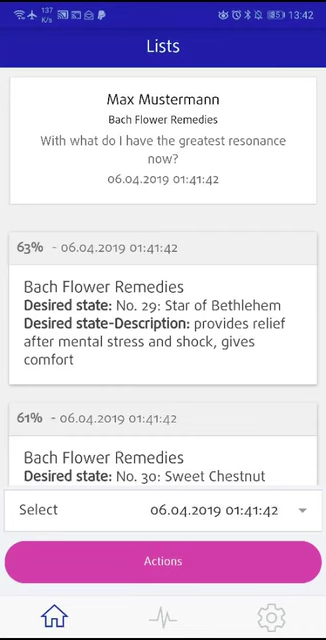 137
K/s
13:42
Lists
Max Mustermann
Bach Flower Remedies
With what do I have the greatest resonance
now?
06.04.2019 01:41:42
63% - 06.04.2019 01:41:42
Bach Flower Remedies
Desired state: No. 29: Star of Bethlehem
Desired state-Description: provides relief
after mental stress and shock, gives
comfort
61% - 06.04.2019 01:41:42
Bach Flower Remedies
Desired state: No. 30: Sweet Chestnut
Select 06.04.2019 01:41:42
Actions